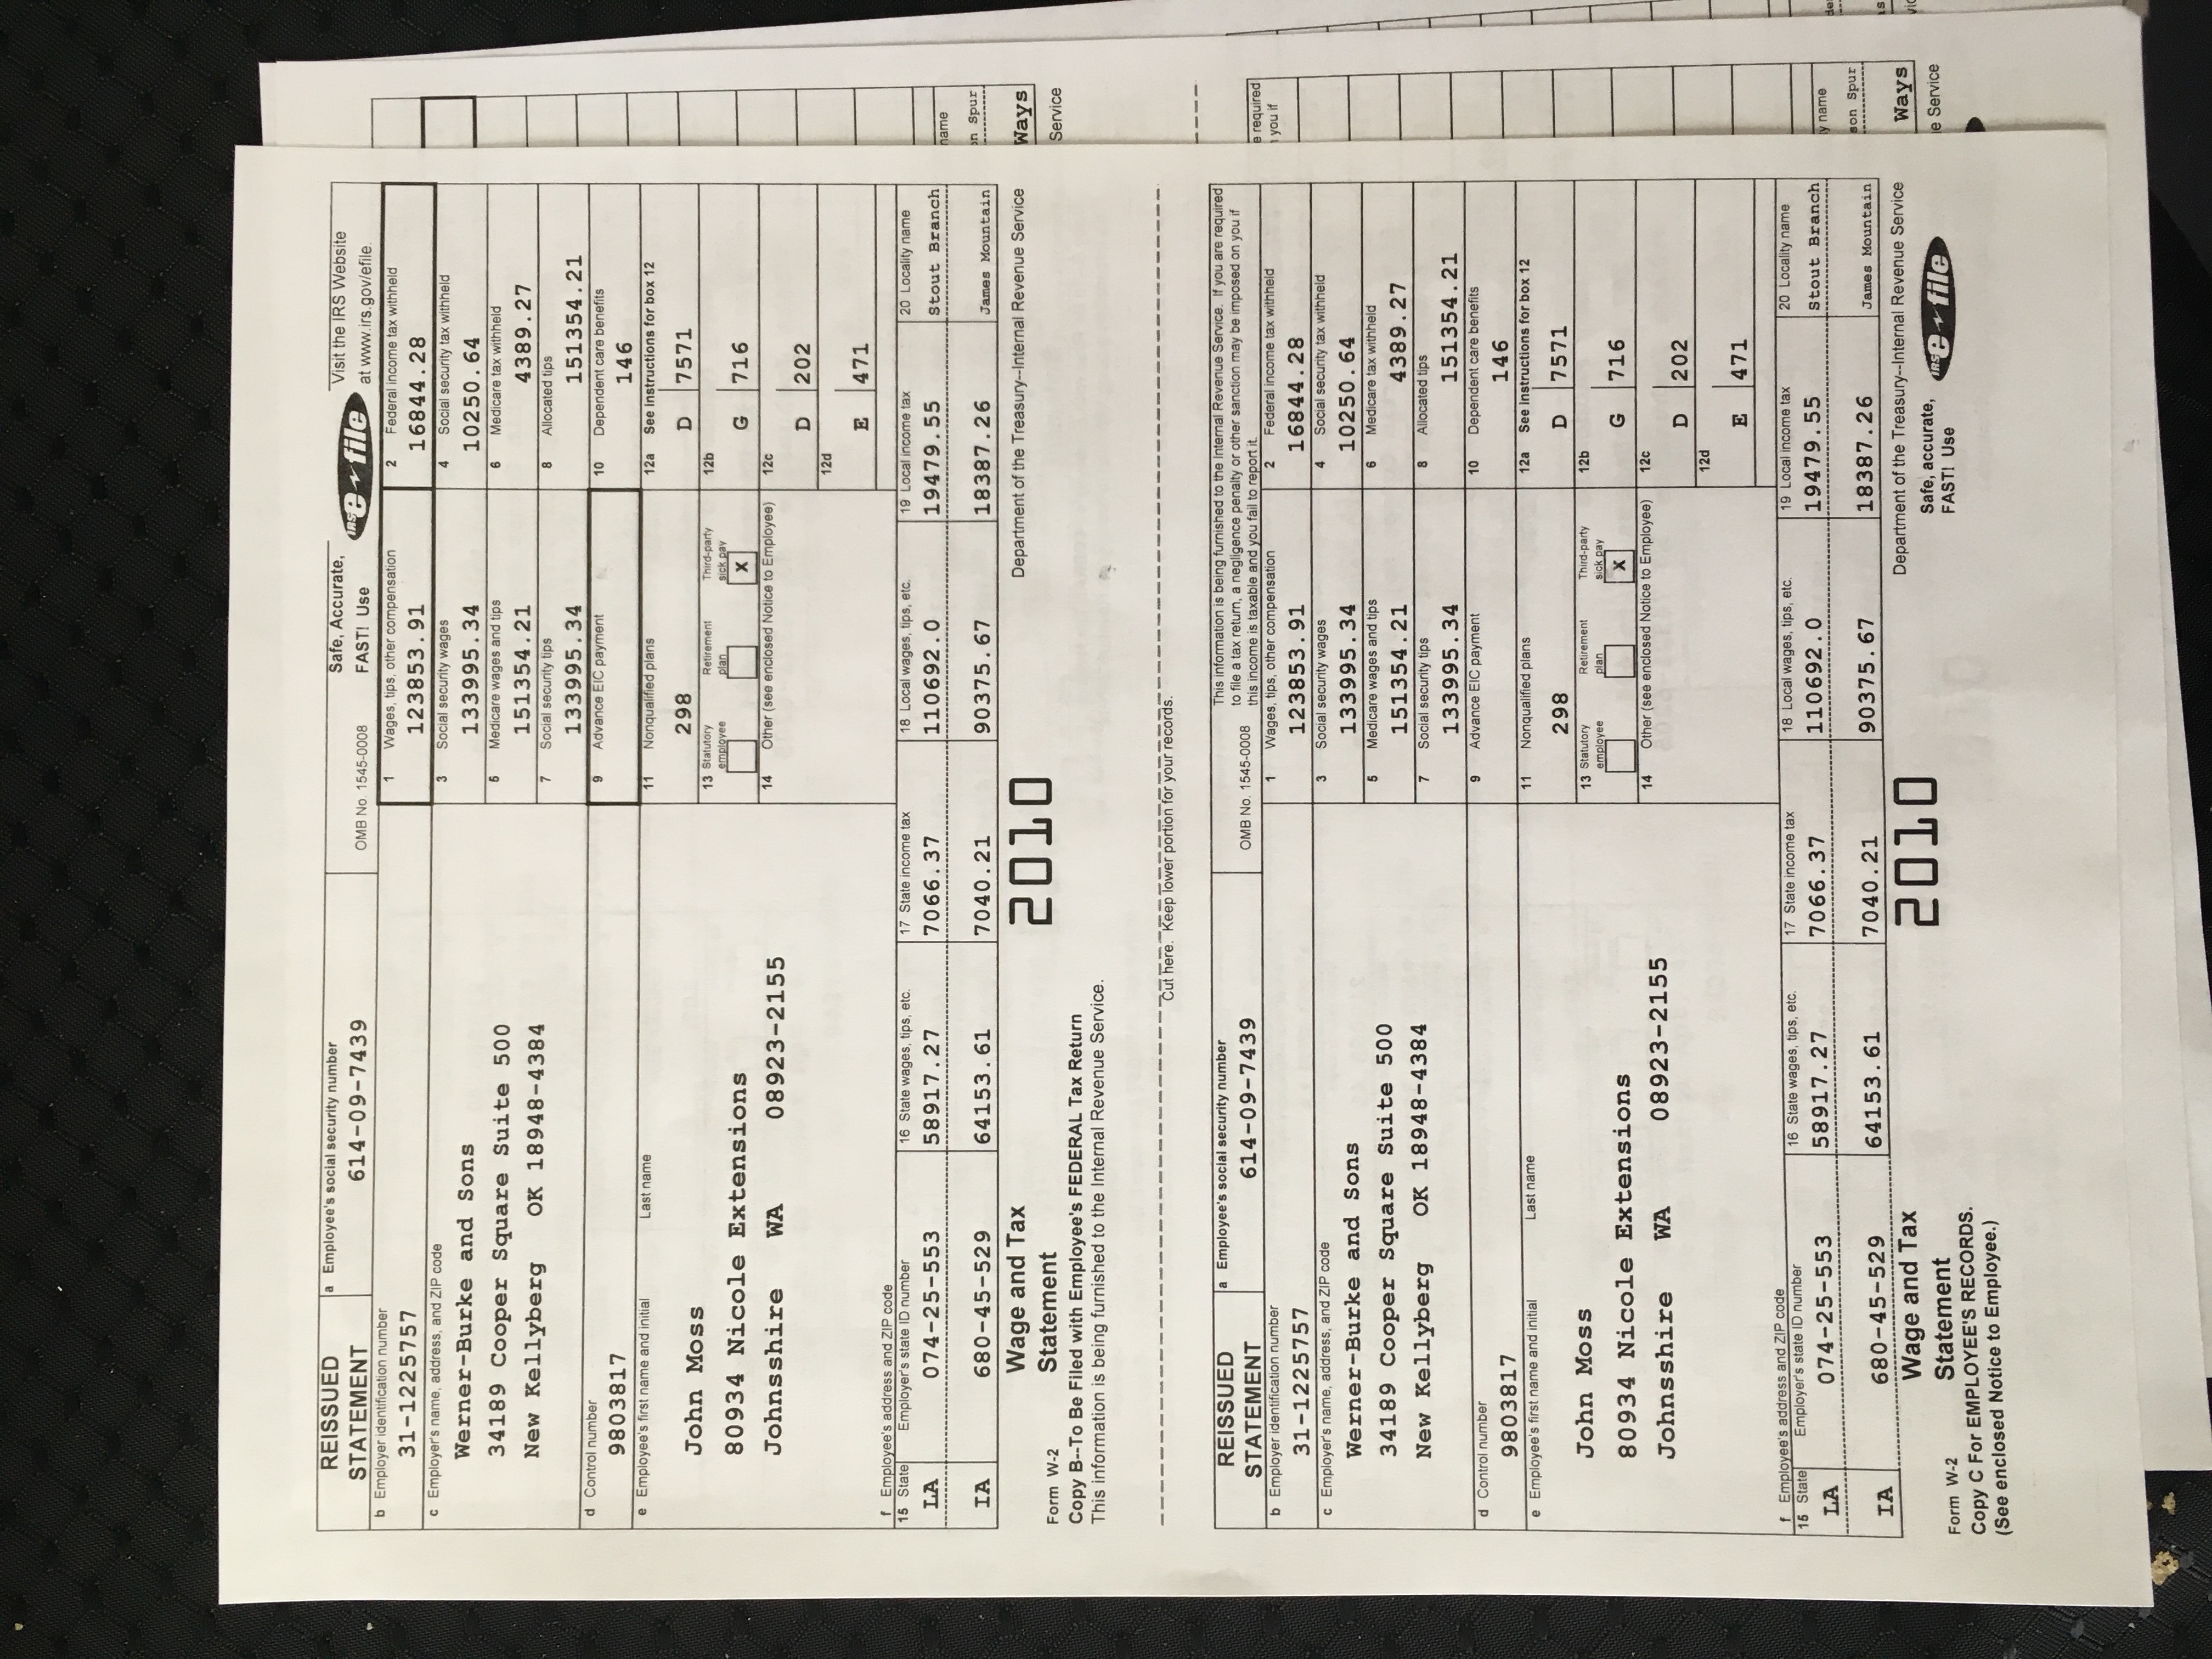 REISSUED STATEMENT
a Employee's social security number
614-09-7439
OMB No. 1545-0008
Safe, Accurate, FAST! Use
IRS e-file
Visit the IRS Website at www.irs.gov/efile.
b Employer identification number
31-1225757
1 Wages, tips, other compensation
123853.91
2 Federal income tax withheld
16844.28
c Employer's name, address, and ZIP code
Werner-Burke and Sons
34189 Cooper Square Suite 500
New Kellyberg OK 18948-4384
3 Social security wages
133995.34
4 Social security tax withheld
10250.64
5 Medicare wages and tips
151354.21
6 Medicare tax withheld
4389.27
7 Social security tips
133995.34
8 Allocated tips
151354.21
d Control number
9803817
9 Advance EIC payment
10 Dependent care benefits
146
e Employee's first name and initial Last name
John Moss
80934 Nicole Extensions
Johnsshire WA 08923-2155
11 Nonqualified plans
298
12a See instructions for box 12
D 7571
13 Statutory employee Retirement plan Third-party sick pay
X
12b
G 716
14 Other (see enclosed Notice to Employee)
12c
D 202
12d
E 471
f Employee's address and ZIP code
15 State Employer's state ID number 16 State wages, tips, etc. 17 State income tax 18 Local wages, tips, etc. 19 Local income tax 20 Locality name
LA 074-25-553 58917.27 7066.37 110692.0 19479.55 Stout Branch
IA 680-45-529 64153.61 7040.21 90375.67 18387.26 James Mountain
Form W-2 Wage and Tax Statement
2010
Department of the Treasury--Internal Revenue Service
Copy B--To Be Filed with Employee's FEDERAL Tax Return
This information is being furnished to the Internal Revenue Service.
Cut here. Keep lower portion for your records.
REISSUED STATEMENT
a Employee's social security number
614-09-7439
OMB No. 1545-0008
This information is being furnished to the Internal Revenue Service. If you are required
to file a tax return, a negligence penalty or other sanction may be imposed on you if
this income is taxable and you fail to report it.
b Employer identification number
31-1225757
1 Wages, tips, other compensation
123853.91
2 Federal income tax withheld
16844.28
c Employer's name, address, and ZIP code
Werner-Burke and Sons
34189 Cooper Square Suite 500
New Kellyberg OK 18948-4384
3 Social security wages
133995.34
4 Social security tax withheld
10250.64
5 Medicare wages and tips
151354.21
6 Medicare tax withheld
4389.27
7 Social security tips
133995.34
8 Allocated tips
151354.21
d Control number
9803817
9 Advance EIC payment
10 Dependent care benefits
146
e Employee's first name and initial Last name
John Moss
80934 Nicole Extensions
Johnsshire WA 08923-2155
11 Nonqualified plans
298
12a See instructions for box 12
D 7571
13 Statutory employee Retirement plan Third-party sick pay
X
12b
G 716
14 Other (see enclosed Notice to Employee)
12c
D 202
12d
E 471
f Employee's address and ZIP code
15 State Employer's state ID number 16 State wages, tips, etc. 17 State income tax 18 Local wages, tips, etc. 19 Local income tax 20 Locality name
LA 074-25-553 58917.27 7066.37 110692.0 19479.55 Stout Branch
IA 680-45-529 64153.61 7040.21 90375.67 18387.26 James Mountain
Form W-2 Wage and Tax Statement
2010
Department of the Treasury--Internal Revenue Service
Safe, accurate, FAST! Use
IRS e-file
Copy C For EMPLOYEE'S RECORDS.
(See enclosed Notice to Employee.)
name
Spur
Ways
Service
required
you if
name
son Spur
Ways
Service